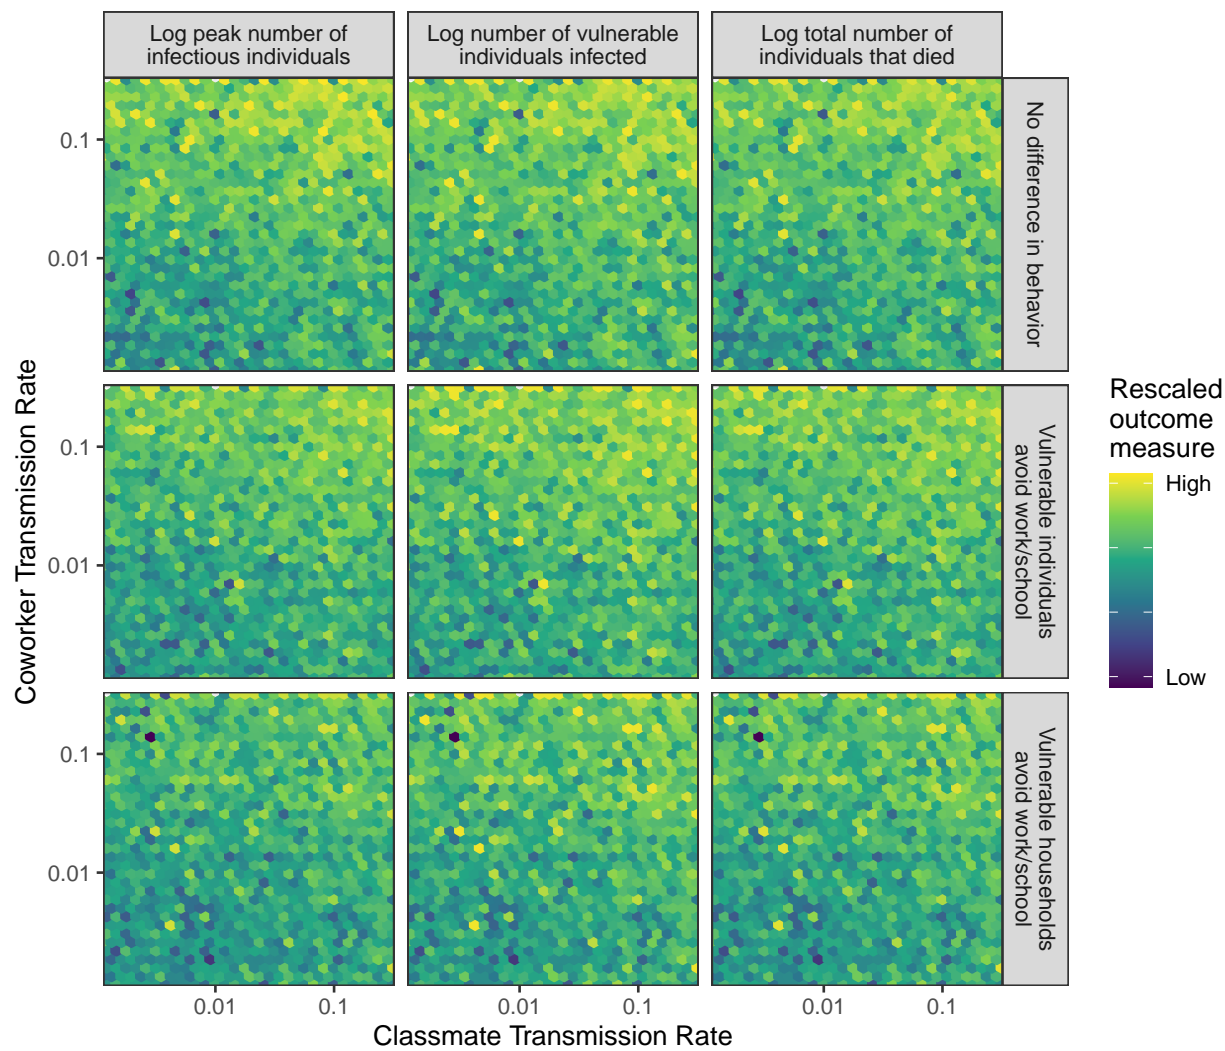 Log peak number of
infectious individuals
Log number of vulnerable
individuals infected
Log total number of
individuals that died
No difference in behavior
Vulnerable individuals
avoid work/school
Vulnerable households
avoid work/school
Coworker Transmission Rate
0.1
0.01
0.1
0.01
0.1
0.01
0.01
0.1
0.01
0.1
0.01
0.1
Classmate Transmission Rate
Rescaled
outcome
measure
High
Low